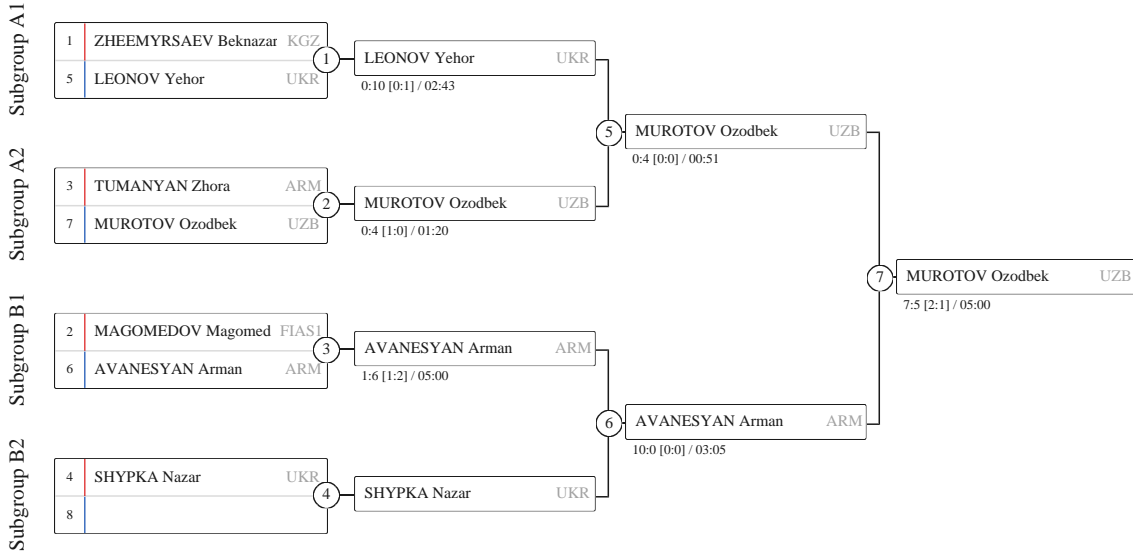 Subgroup A1
1 ZHEEMYRSAEV Beknazar KGZ
5 LEONOV Yehor UKR
1
LEONOV Yehor UKR
0:10 [0:1] / 02:43
Subgroup A2
3 TUMANYAN Zhora ARM
7 MUROTOV Ozodbek UZB
2
MUROTOV Ozodbek UZB
0:4 [1:0] / 01:20
5
MUROTOV Ozodbek UZB
0:4 [0:0] / 00:51
Subgroup B1
2 MAGOMEDOV Magomed FIAS1
6 AVANESYAN Arman ARM
3
AVANESYAN Arman ARM
1:6 [1:2] / 05:00
Subgroup B2
4 SHYPKA Nazar UKR
8
4
SHYPKA Nazar UKR
6
AVANESYAN Arman ARM
10:0 [0:0] / 03:05
7
MUROTOV Ozodbek UZB
7:5 [2:1] / 05:00